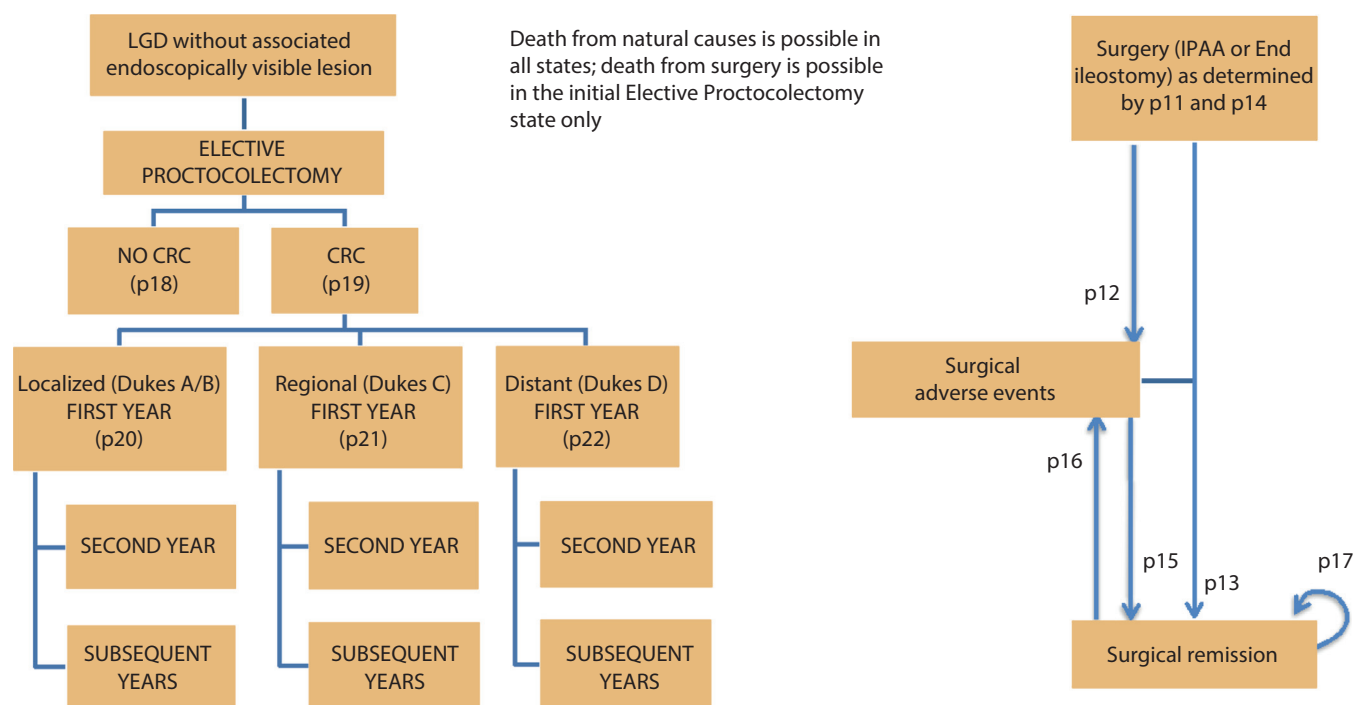 LGD without associated
endoscopically visible lesion
Death from natural causes is possible in
all states; death from surgery is possible
in the initial Elective Proctocolectomy
state only
ELECTIVE
PROCTOCOLECTOMY
NO CRC
(p18)
CRC
(p19)
Localized (Dukes A/B)
FIRST YEAR
(p20)
Regional (Dukes C)
FIRST YEAR
(p21)
Distant (Dukes D)
FIRST YEAR
(p22)
SECOND YEAR
SECOND YEAR
SECOND YEAR
SUBSEQUENT
YEARS
SUBSEQUENT
YEARS
SUBSEQUENT
YEARS
Surgery (IPAA or End
ileostomy) as determined
by p11 and p14
p12
Surgical
adverse events
p16
p15
p13
p17
Surgical remission